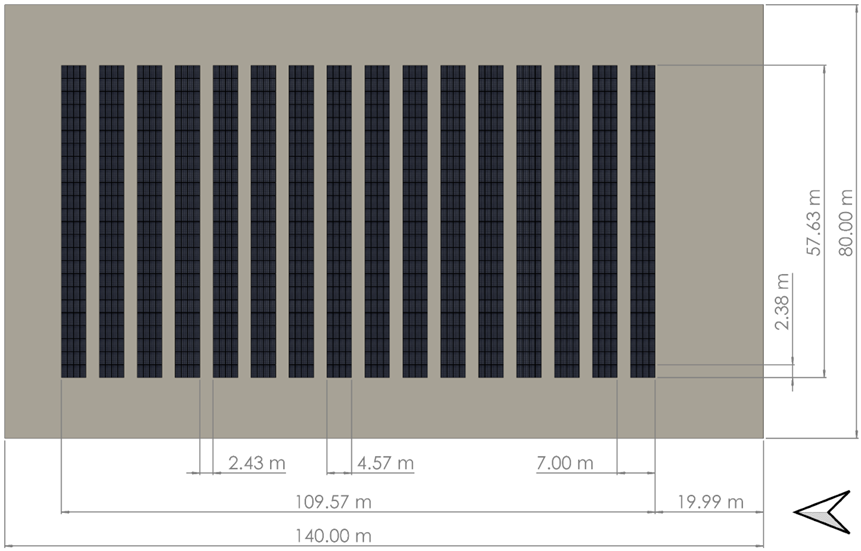 57.63 m
80.00 m
2.38 m
2.43 m
4.57 m
7.00 m
109.57 m
19.99 m
140.00 m